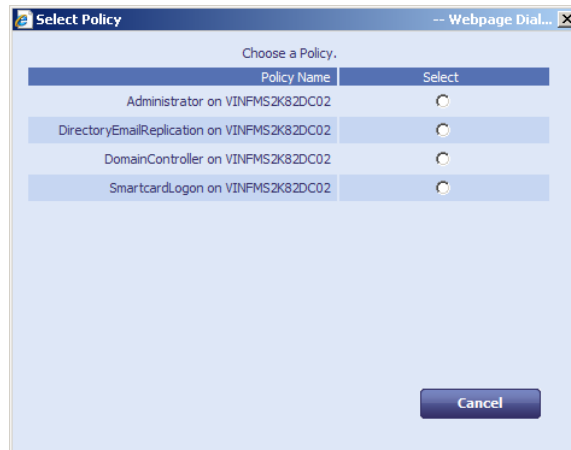 Select Policy -- Webpage Dial...
Choose a Policy.
Policy Name Select
Administrator on VINFMS2K82DC02
DirectoryEmailReplication on VINFMS2K82DC02
DomainController on VINFMS2K82DC02
SmartcardLogon on VINFMS2K82DC02
Cancel